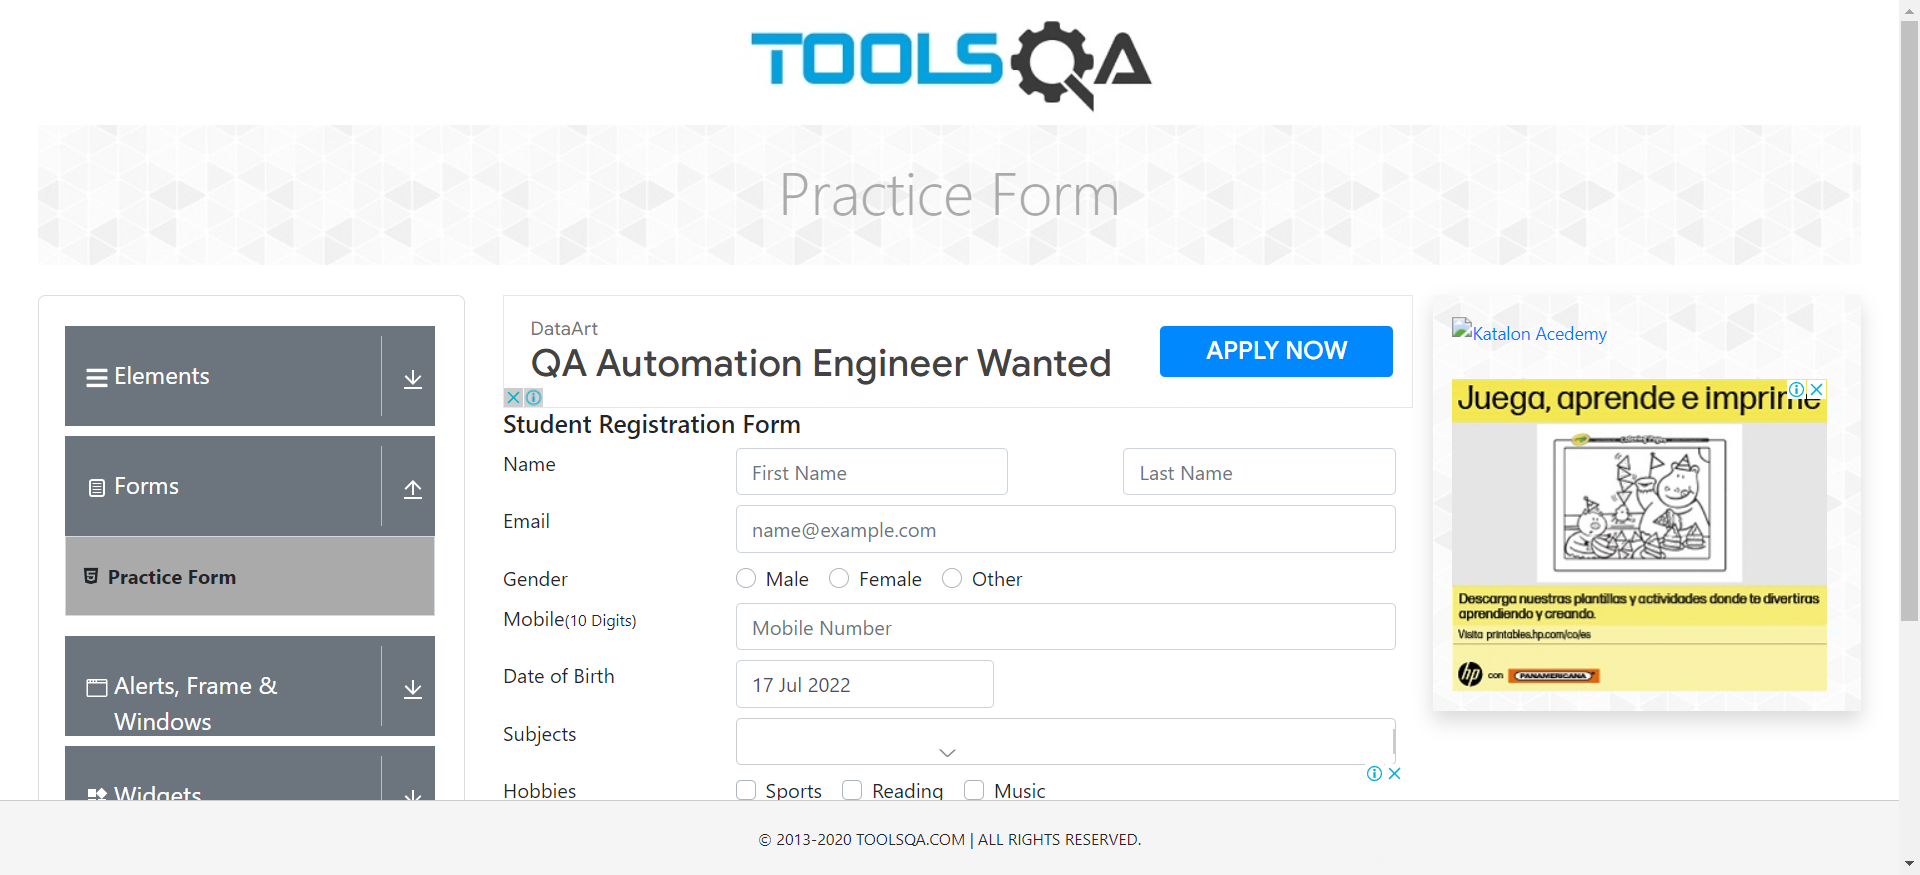 TOOLSQA
Practice Form
Elements
Forms
Practice Form
Alerts, Frame &
Windows
Widgets
DataArt
QA Automation Engineer Wanted
APPLY NOW
Student Registration Form
Name
First Name
Last Name
Email
name@example.com
Gender
Male
Female
Other
Mobile(10 Digits)
Mobile Number
Date of Birth
17 Jul 2022
Subjects
Hobbies
Sports
Reading
Music
Katalon Acedemy
Juega, aprende e imprime
Coloring Pages
Descarga nuestras plantillas y actividades donde te divertiras
aprendiendo y creando.
Visita printables.hp.com/co/es
hp con PANAMERICANA
© 2013-2020 TOOLSQA.COM | ALL RIGHTS RESERVED.